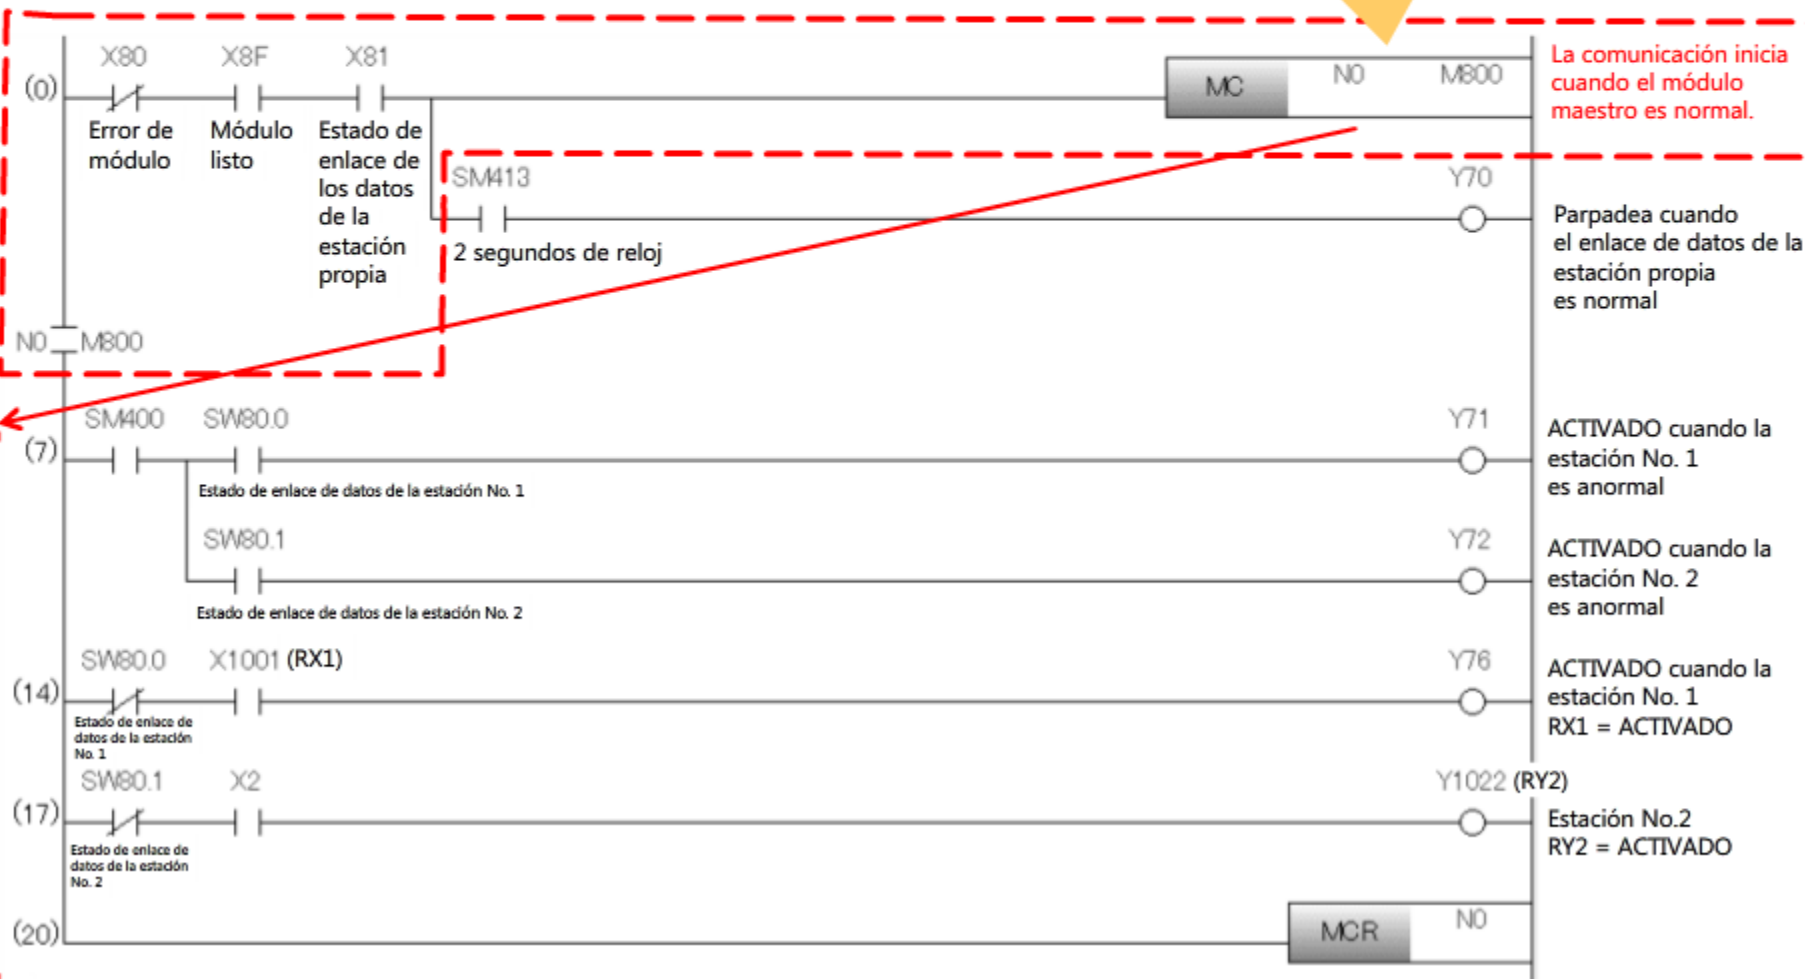 X80 X8F X81
(0)
MC N0 M800
La comunicación inicia
cuando el módulo
maestro es normal.
Error de
módulo
Módulo
listo
Estado de
enlace de
los datos
de la
estación
propia
SM413
Y70
2 segundos de reloj
Parpadea cuando
el enlace de datos de la
estación propia
es normal
N0 M800
SM400 SW80.0
Y71
(7)
Estado de enlace de datos de la estación No. 1
ACTIVADO cuando la
estación No. 1
es anormal
SW80.1
Y72
Estado de enlace de datos de la estación No. 2
ACTIVADO cuando la
estación No. 2
es anormal
SW80.0 X1001 (RX1)
Y76
(14)
Estado de enlace de
datos de la estación
No. 1
ACTIVADO cuando la
estación No. 1
RX1 = ACTIVADO
SW80.1 X2
Y1022 (RY2)
(17)
Estado de enlace de
datos de la estación
No. 2
Estación No.2
RY2 = ACTIVADO
(20)
MCR N0